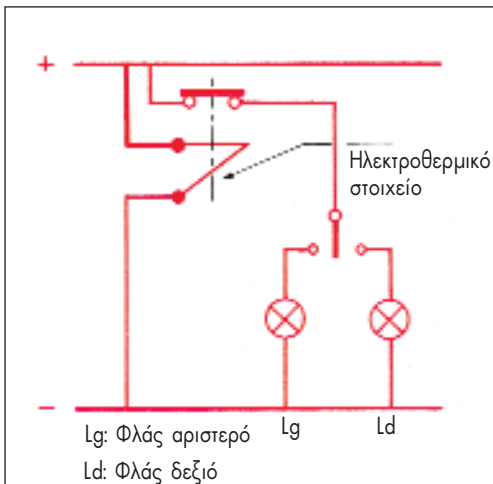 +
Ηλεκτροθερμικό
στοιχείο
−
Lg: Φλάς αριστερό
Lg
Ld
Ld: Φλάς δεξιό